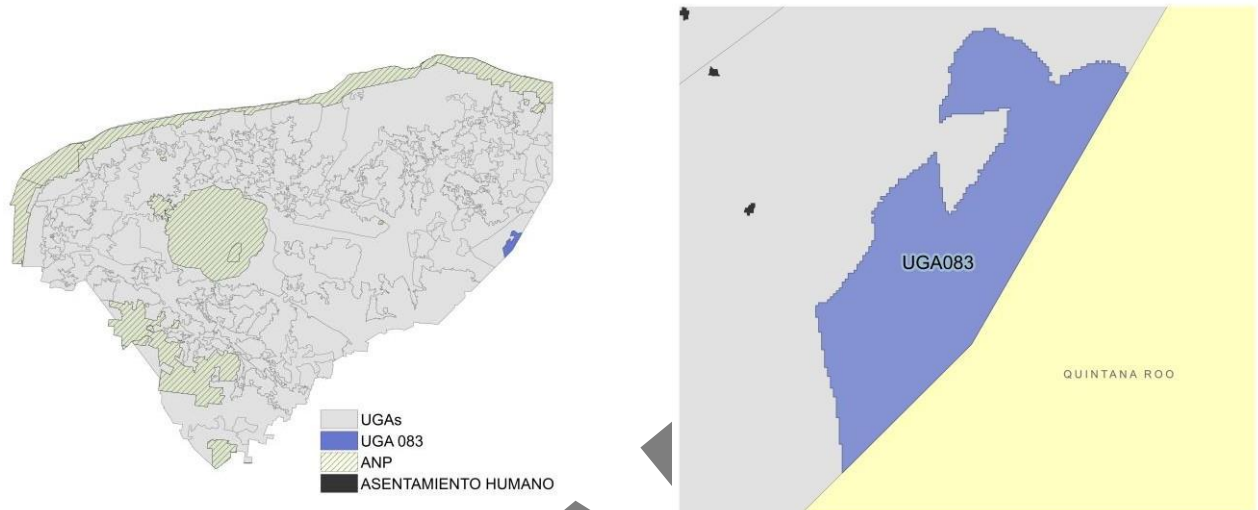 UGAs
UGA 083
ANP
ASENTAMIENTO HUMANO
UGA083
QUINTANA ROO